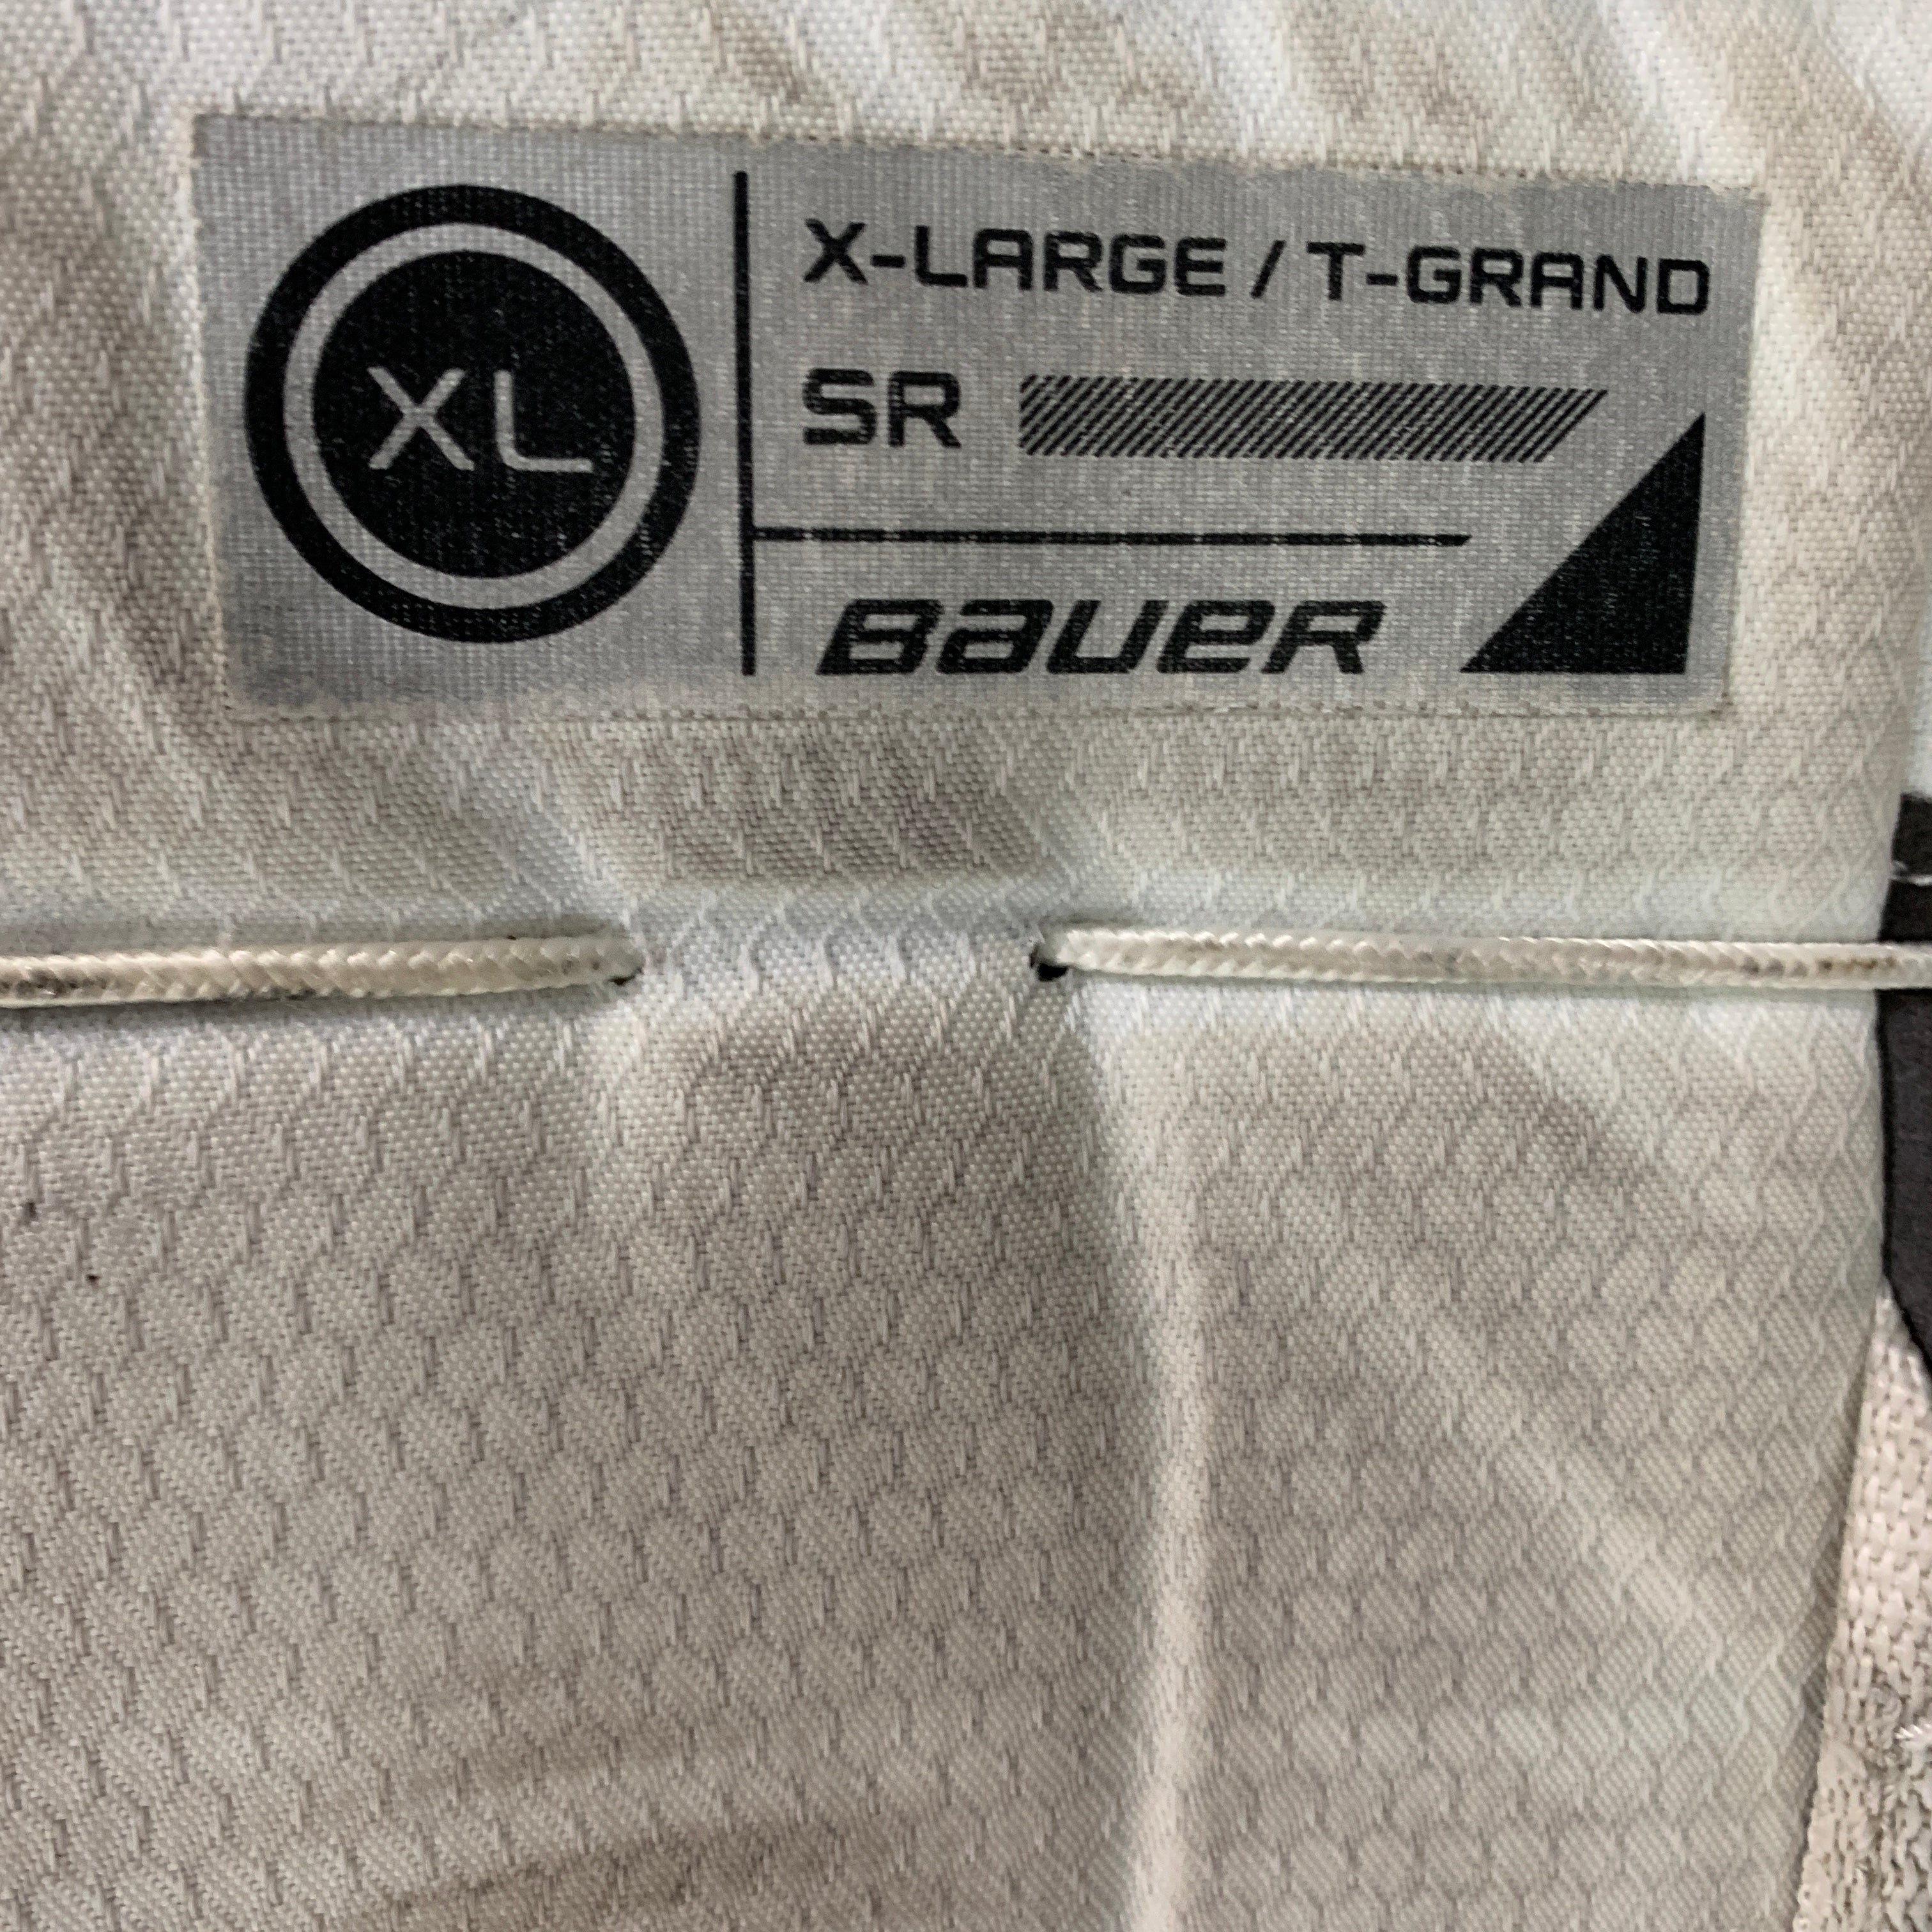 XL
X-LARGE / T-GRAND
SR
BAUER